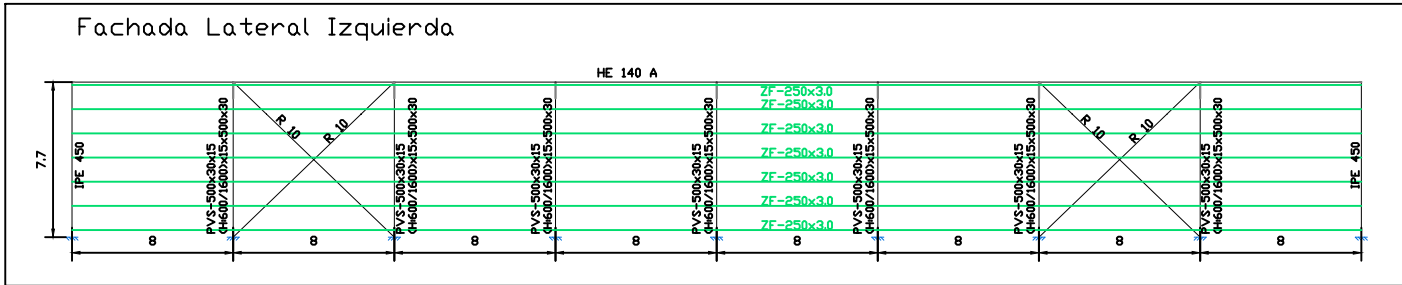 Fachada Lateral Izquierda
HE 140 A
7.7
IPE 450
PVS-500x30x15
(H:600/1600)x15x500x30
R 10
R 10
PVS-500x30x15
(H:600/1600)x15x500x30
PVS-500x30x15
(H:600/1600)x15x500x30
PVS-500x30x15
(H:600/1600)x15x500x30
ZF-250x3.0
ZF-250x3.0
ZF-250x3.0
ZF-250x3.0
ZF-250x3.0
ZF-250x3.0
ZF-250x3.0
PVS-500x30x15
(H:600/1600)x15x500x30
PVS-500x30x15
(H:600/1600)x15x500x30
R 10
R 10
PVS-500x30x15
(H:600/1600)x15x500x30
IPE 450
8
8
8
8
8
8
8
8